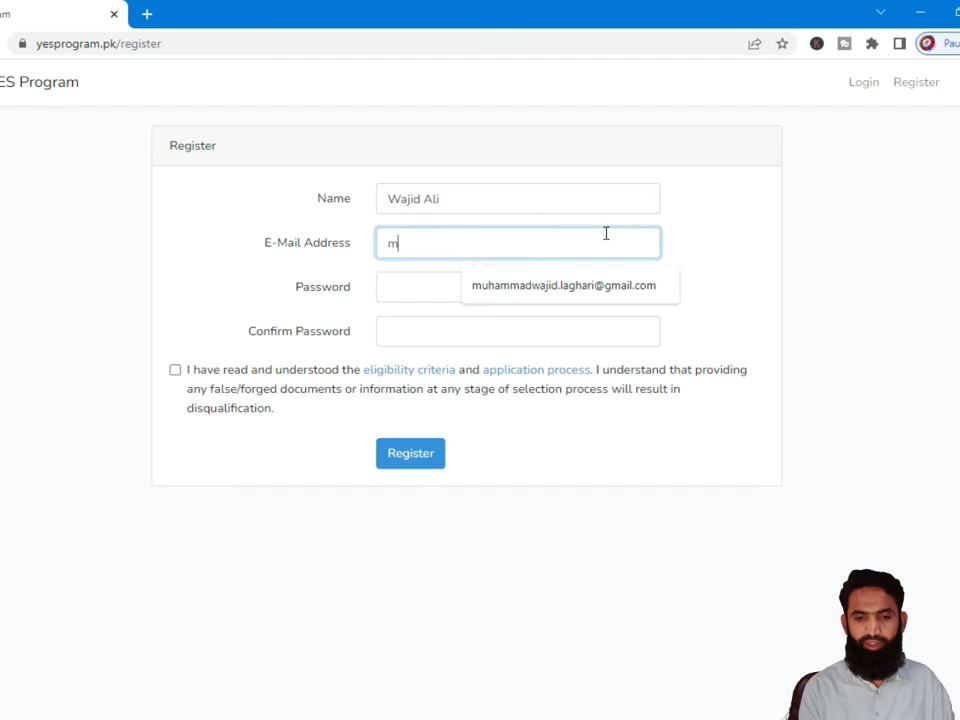 am
yesprogram.pk/register
Pau
ES Program
Login
Register
Register
Name
Wajid Ali
E-Mail Address
m
Password
muhammadwajid.laghari@gmail.com
Confirm Password
I have read and understood the eligibility criteria and application process. I understand that providing
any false/forged documents or information at any stage of selection process will result in
disqualification.
Register